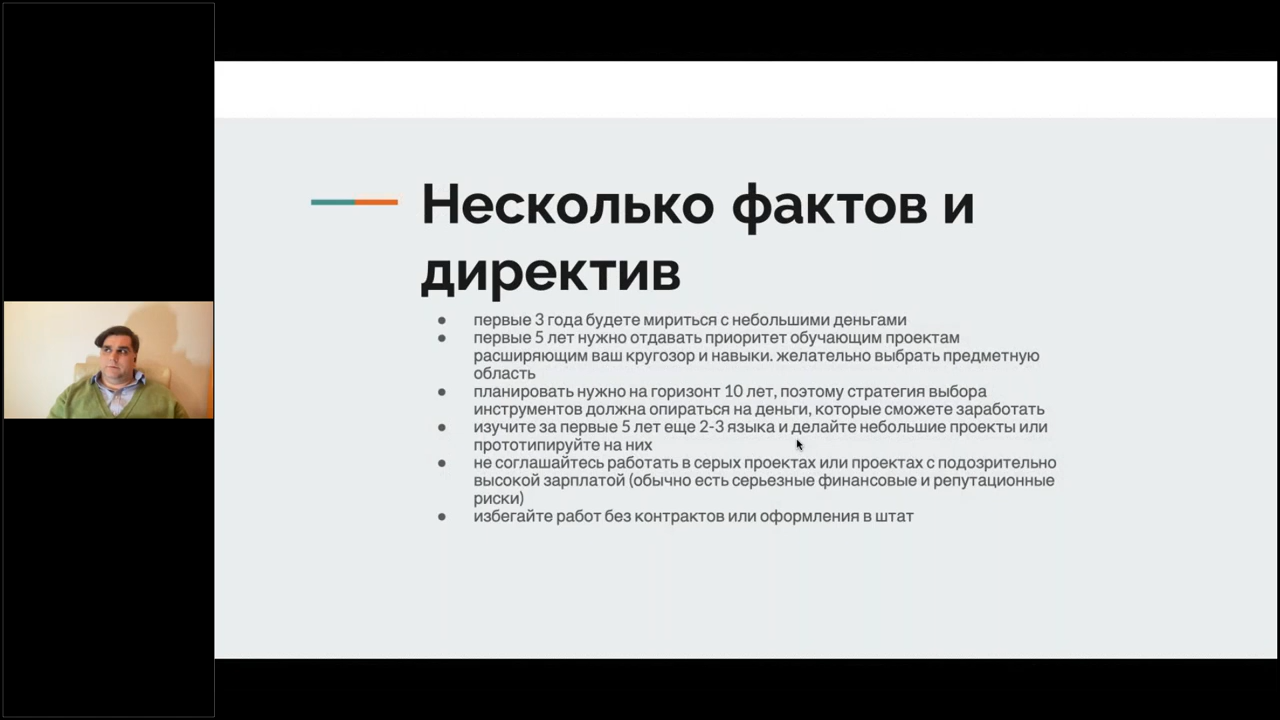 Несколько фактов и
директив
● первые 3 года будете мириться с небольшими деньгами
● первые 5 лет нужно отдавать приоритет обучающим проектам
расширяющим ваш кругозор и навыки. желательно выбрать предметную
область
● планировать нужно на горизонт 10 лет, поэтому стратегия выбора
инструментов должна опираться на деньги, которые сможете заработать
● изучите за первые 5 лет еще 2-3 языка и делайте небольшие проекты или
прототипируйте на них
● не соглашайтесь работать в серых проектах или проектах с подозрительно
высокой зарплатой (обычно есть серьезные финансовые и репутационные
риски)
● избегайте работ без контрактов или оформления в штат